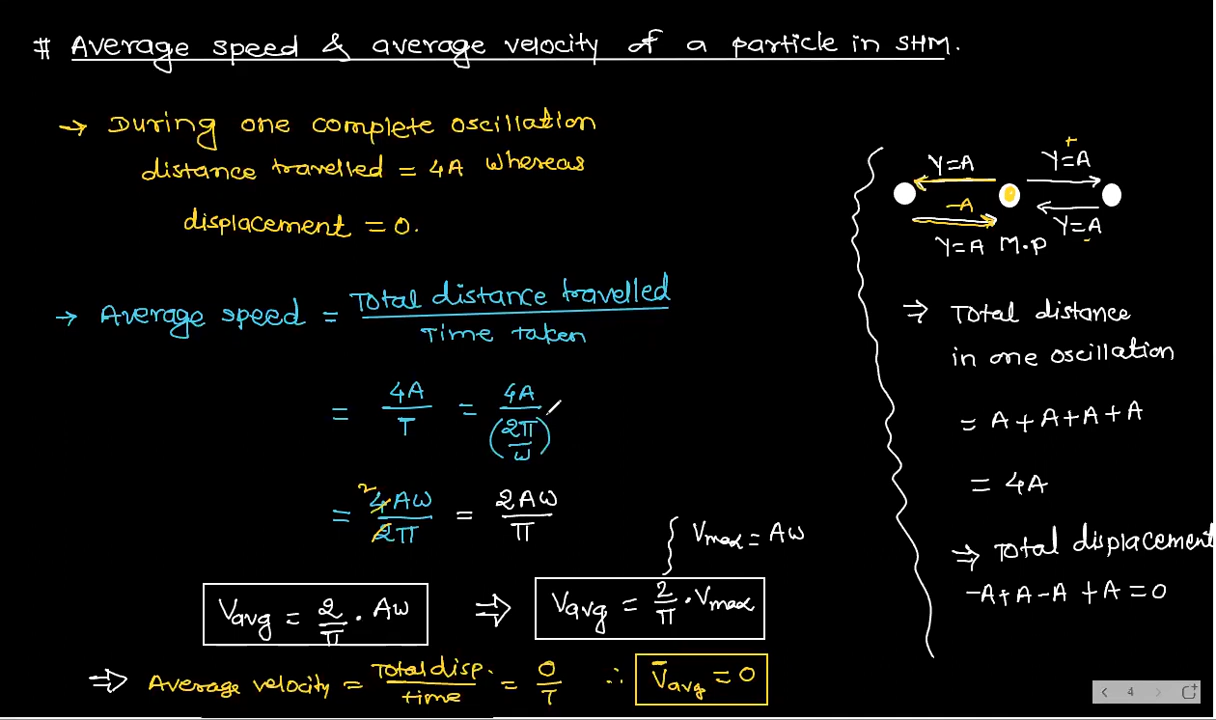 # Average speed & average velocity of a particle in SHM.
→ During one complete oscillation
distance travelled = 4A whereas
displacement = 0.
→ Average speed = Total distance travelled / Time taken
= 4A / T = 4A / (2π/ω)
= 4Aω / 2π = 2Aω / π
2
Vmax = Aω
Vavg = 2/π · Aω ⇒ Vavg = 2/π · Vmax
⇒ Average velocity = Total disp. / time = 0/T ∴ V̄avg = 0
Y=A Y=A
+
-A
Y=A M.P Y=A
-
⇒ Total distance
in one oscillation
= A + A + A + A
= 4A
⇒ Total displacement
-A+A-A+A=0
< 4 >